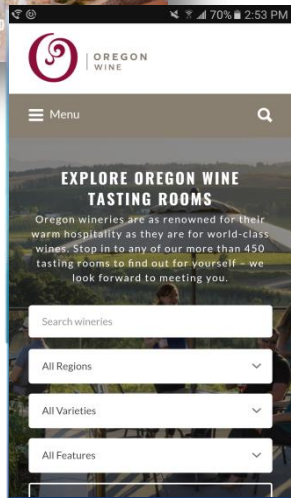 70% 2:53 PM
OREGON
WINE
Menu
EXPLORE OREGON WINE
TASTING ROOMS
Oregon wineries are as renowned for their
warm hospitality as they are for world-class
wines. Stop in to any of our more than 450
tasting rooms to find out for yourself – we
look forward to meeting you.
Search wineries
All Regions
All Varieties
All Features